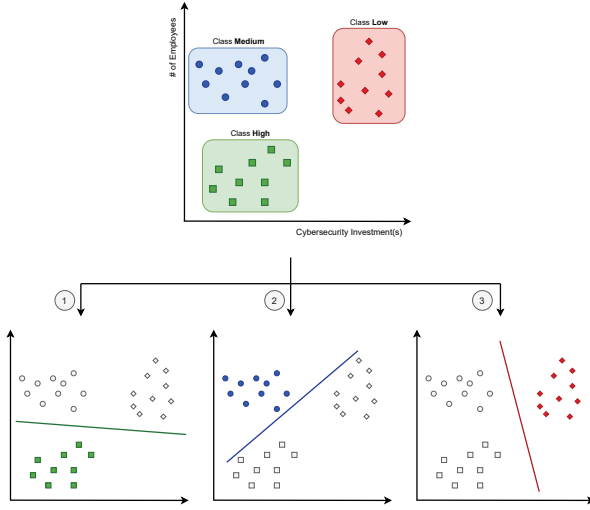 Class Low
Class Medium
# of Employees
Class High
Cybersecurity Investment(s)
1
2
3